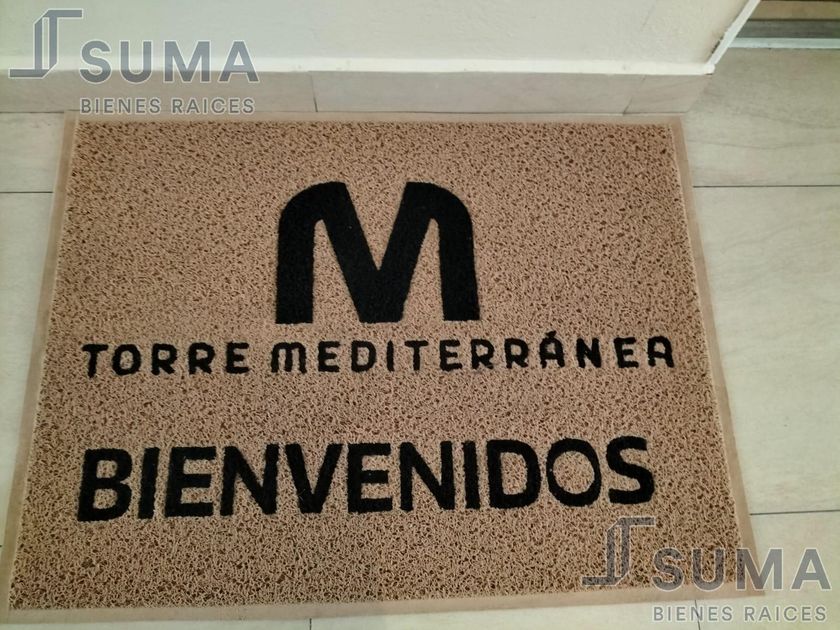 SUMA
BIENES RAICES
M
TORRE MEDITERRÁNEA
BIENVENIDOS
SUMA
BIENES RAICES